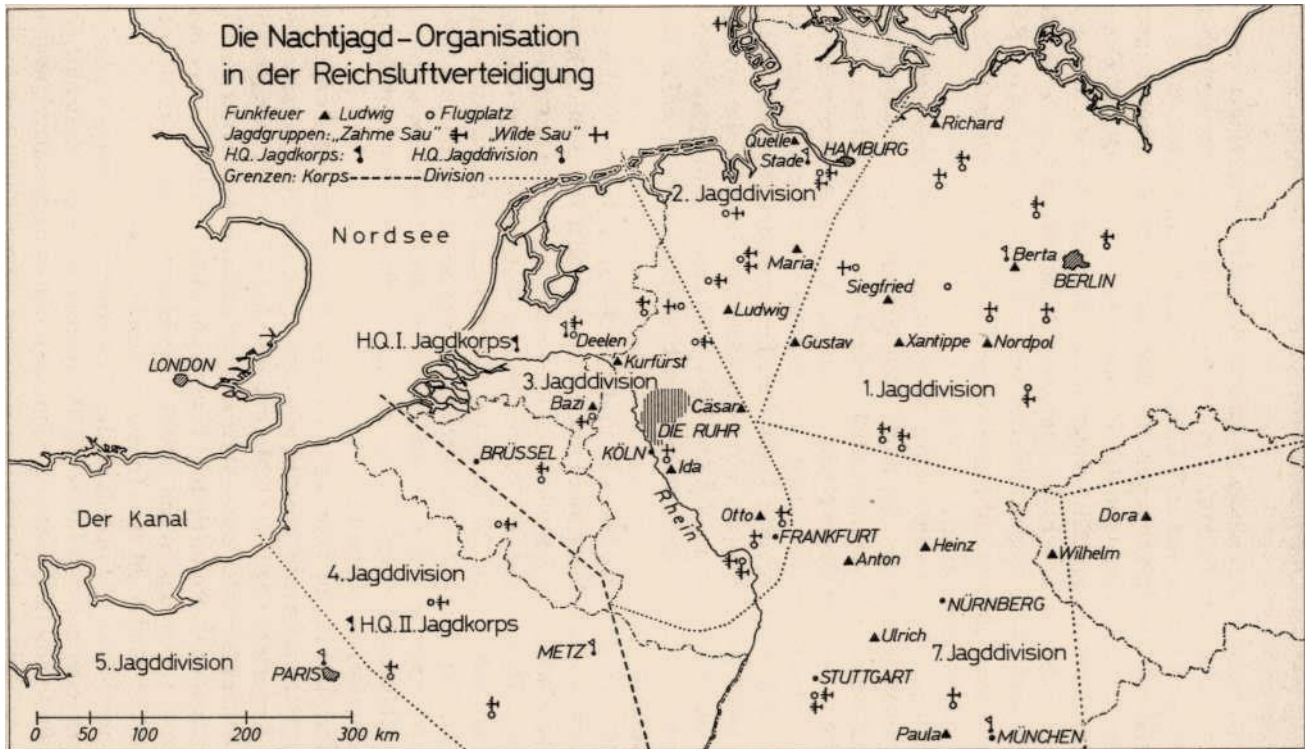 Die Nachtjagd-Organisation
in der Reichsluftverteidigung
Funkfeuer ▲ Ludwig Flugplatz
Jagdgruppen: „Zahme Sau" „Wilde Sau"
H.Q. Jagdkorps: H.Q. Jagddivision
Grenzen: Korps Division
Richard
Quelle
Stade
HAMBURG
2. Jagddivision
Nordsee
Maria
Berta
BERLIN
Siegfried
Ludwig
H.Q. I. Jagdkorps
Deelen
Gustav
Xantippe
Nordpol
LONDON
Kurfürst
3. Jagddivision
1. Jagddivision
Bazi
Cäsar
DIE RUHR
BRÜSSEL
KÖLN
Ida
Rhein
Der Kanal
Otto
Dora
FRANKFURT
Heinz
Wilhelm
Anton
4. Jagddivision
NÜRNBERG
H.Q. II. Jagdkorps
Ulrich
METZ
7. Jagddivision
5. Jagddivision
PARIS
STUTTGART
0 50 100 200 300 km
Paula
MÜNCHEN